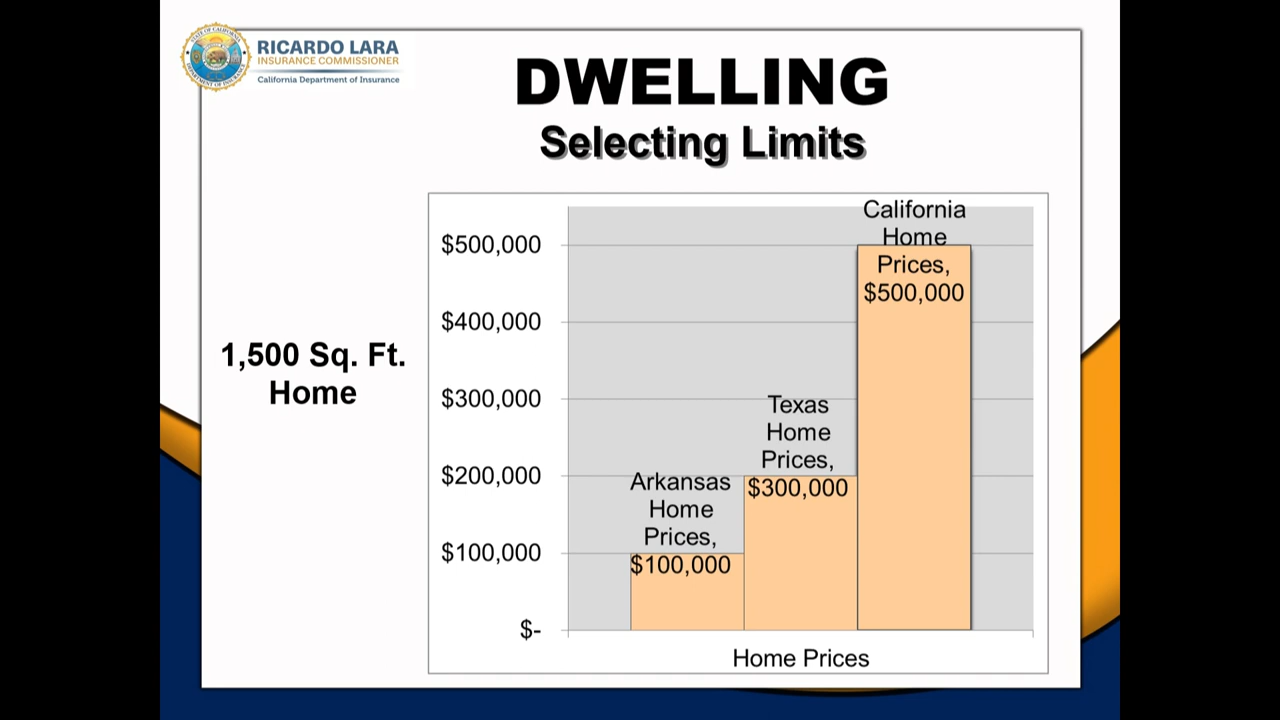 RICARDO LARA
INSURANCE COMMISSIONER
California Department of Insurance
DWELLING
Selecting Limits
1,500 Sq. Ft.
Home
$500,000
$400,000
$300,000
$200,000
$100,000
$-
Arkansas
Home
Prices,
$100,000
Texas
Home
Prices,
$300,000
California
Home
Prices,
$500,000
Home Prices